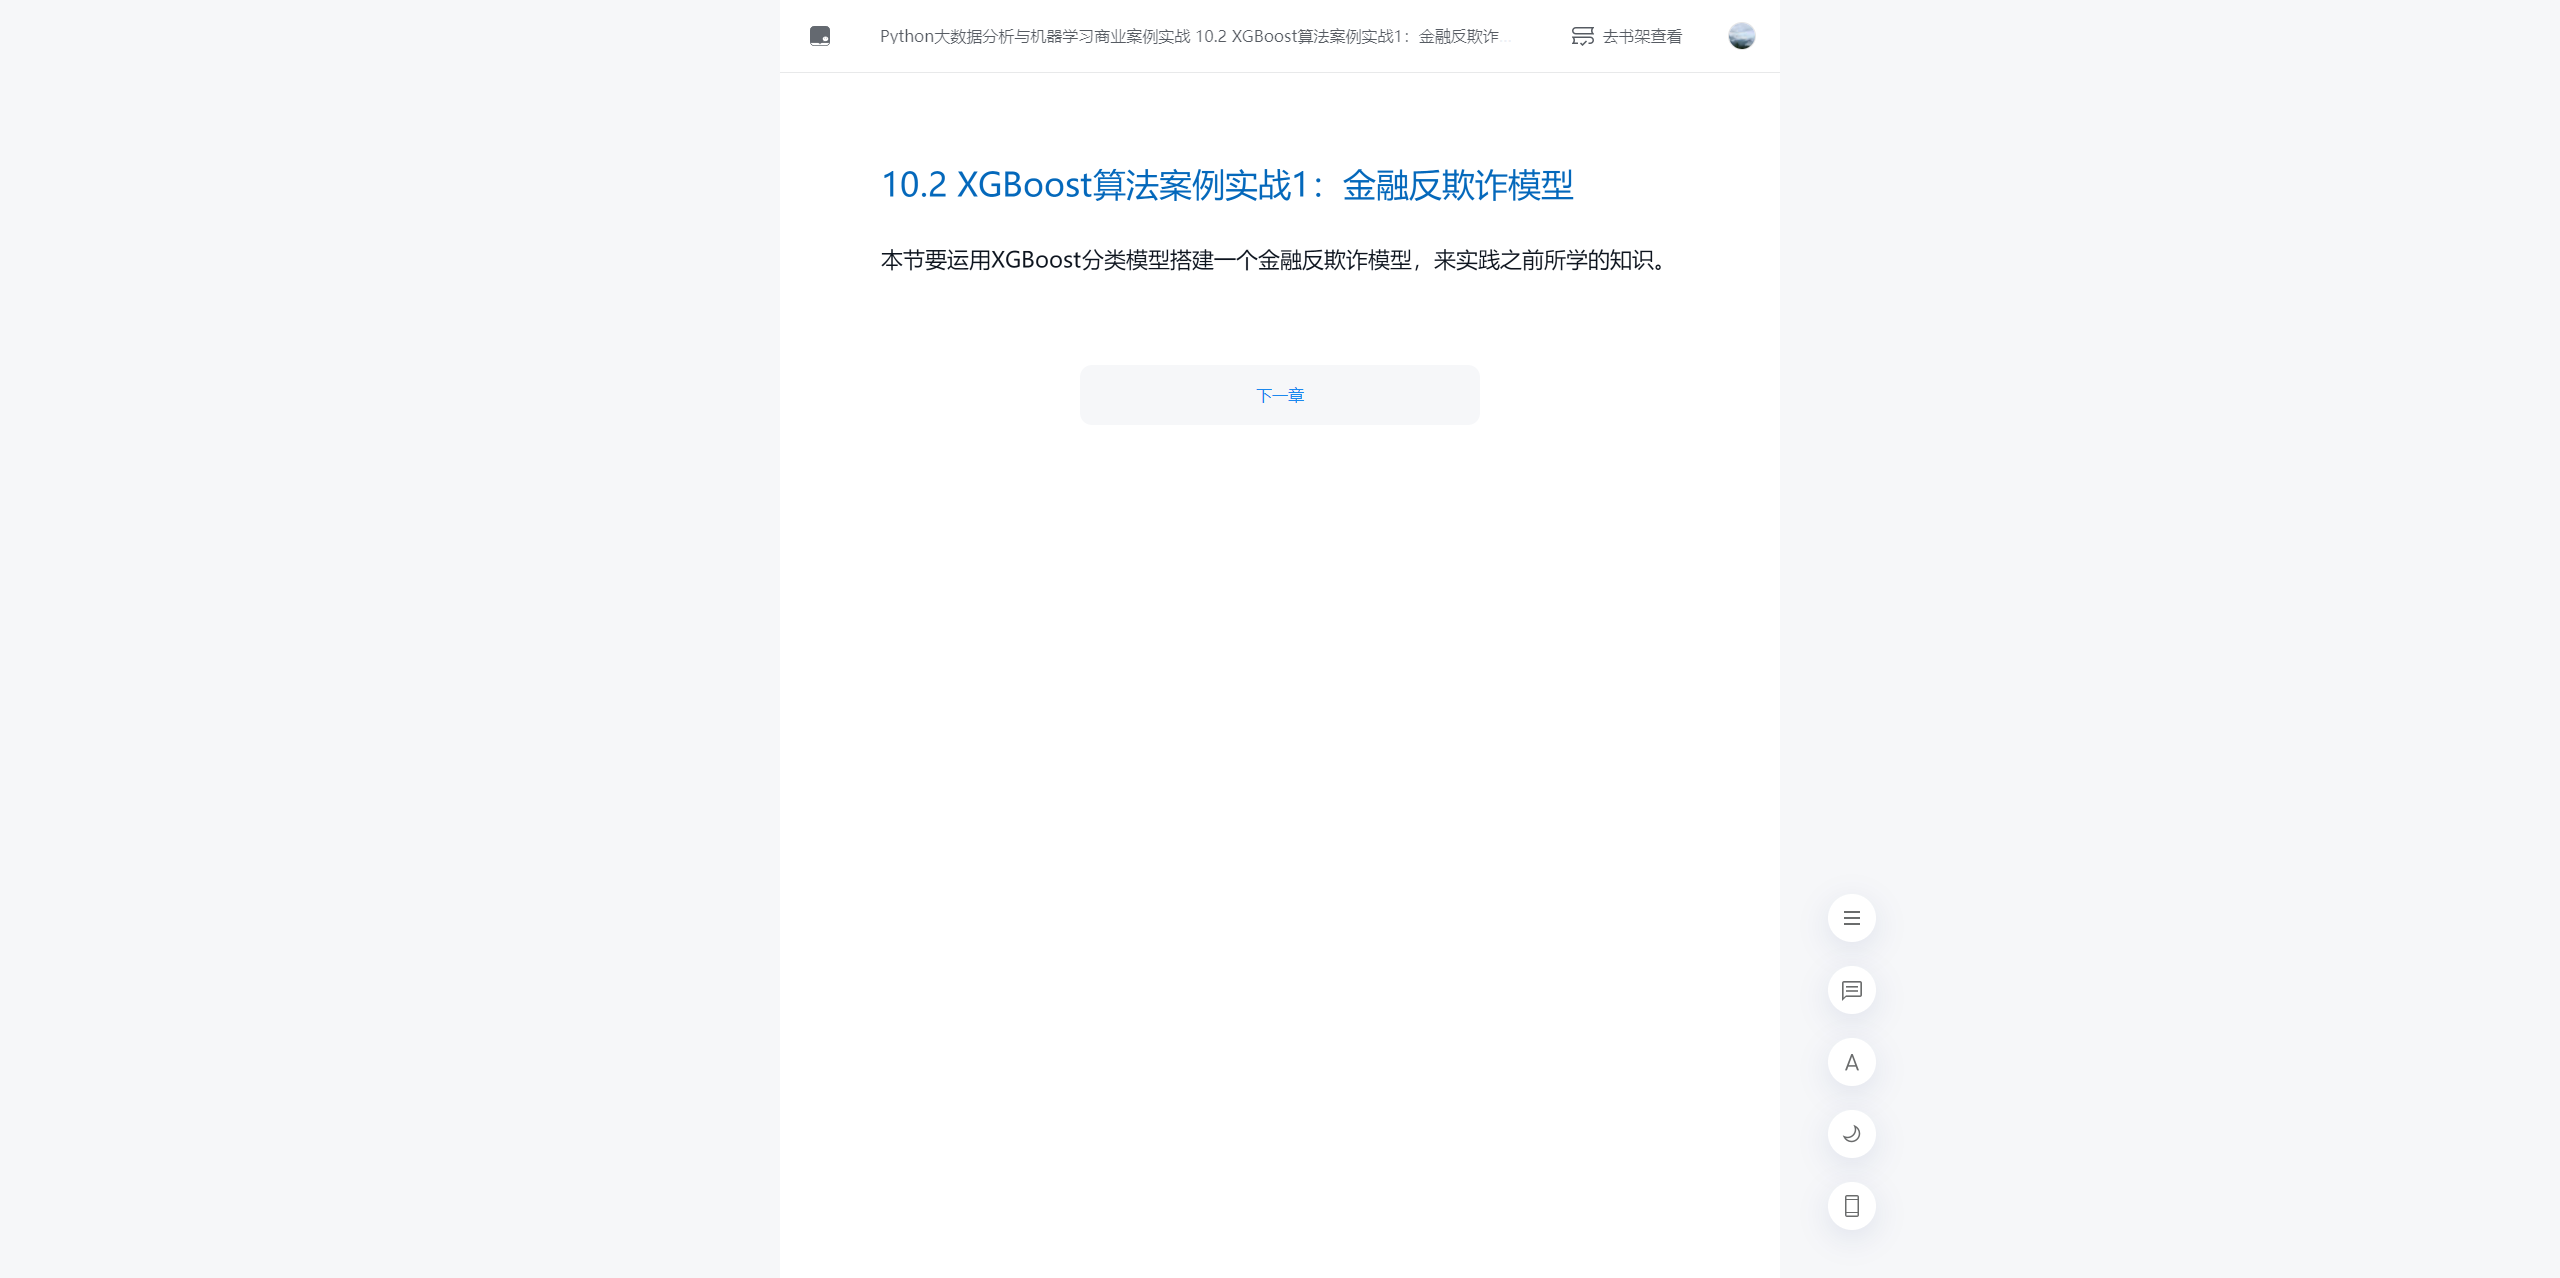 Python大数据分析与机器学习商业案例实战 10.2 XGBoost算法案例实战1：金融反欺诈...
去书架查看
10.2 XGBoost算法案例实战1：金融反欺诈模型
本节要运用XGBoost分类模型搭建一个金融反欺诈模型，来实践之前所学的知识。
下一章
A